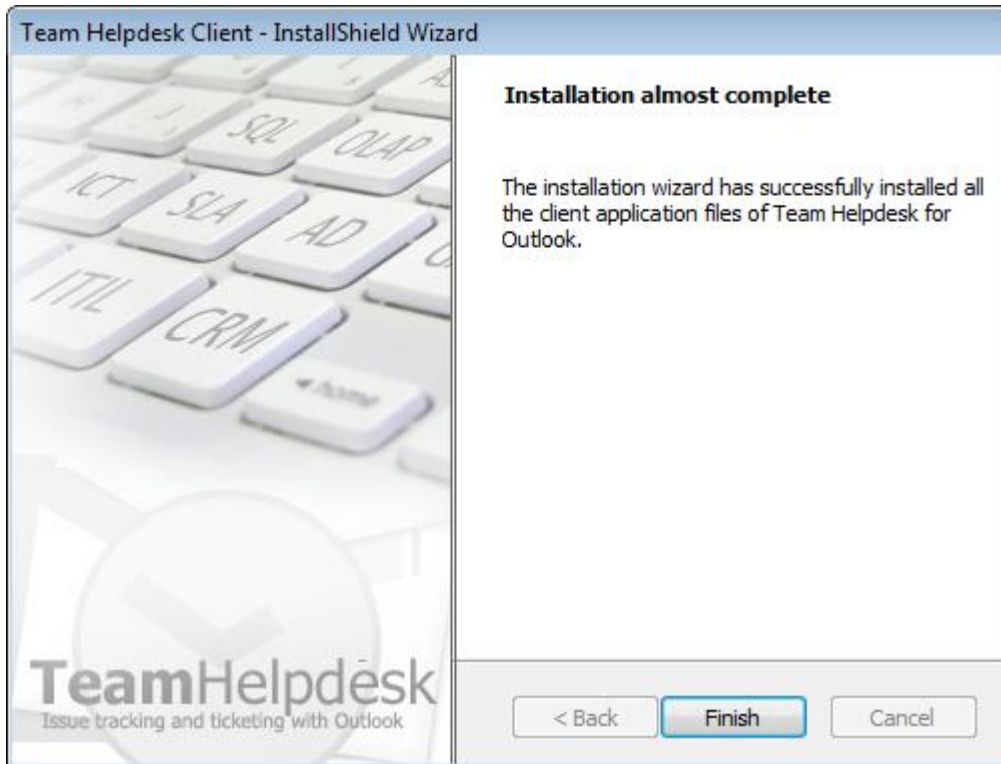 Team Helpdesk Client - InstallShield Wizard
Installation almost complete
The installation wizard has successfully installed all
the client application files of Team Helpdesk for
Outlook.
SQL
OLAP
ICT
SLA
AD
ITIL
CRM
home
TeamHelpdesk
Issue tracking and ticketing with Outlook
< Back
Finish
Cancel